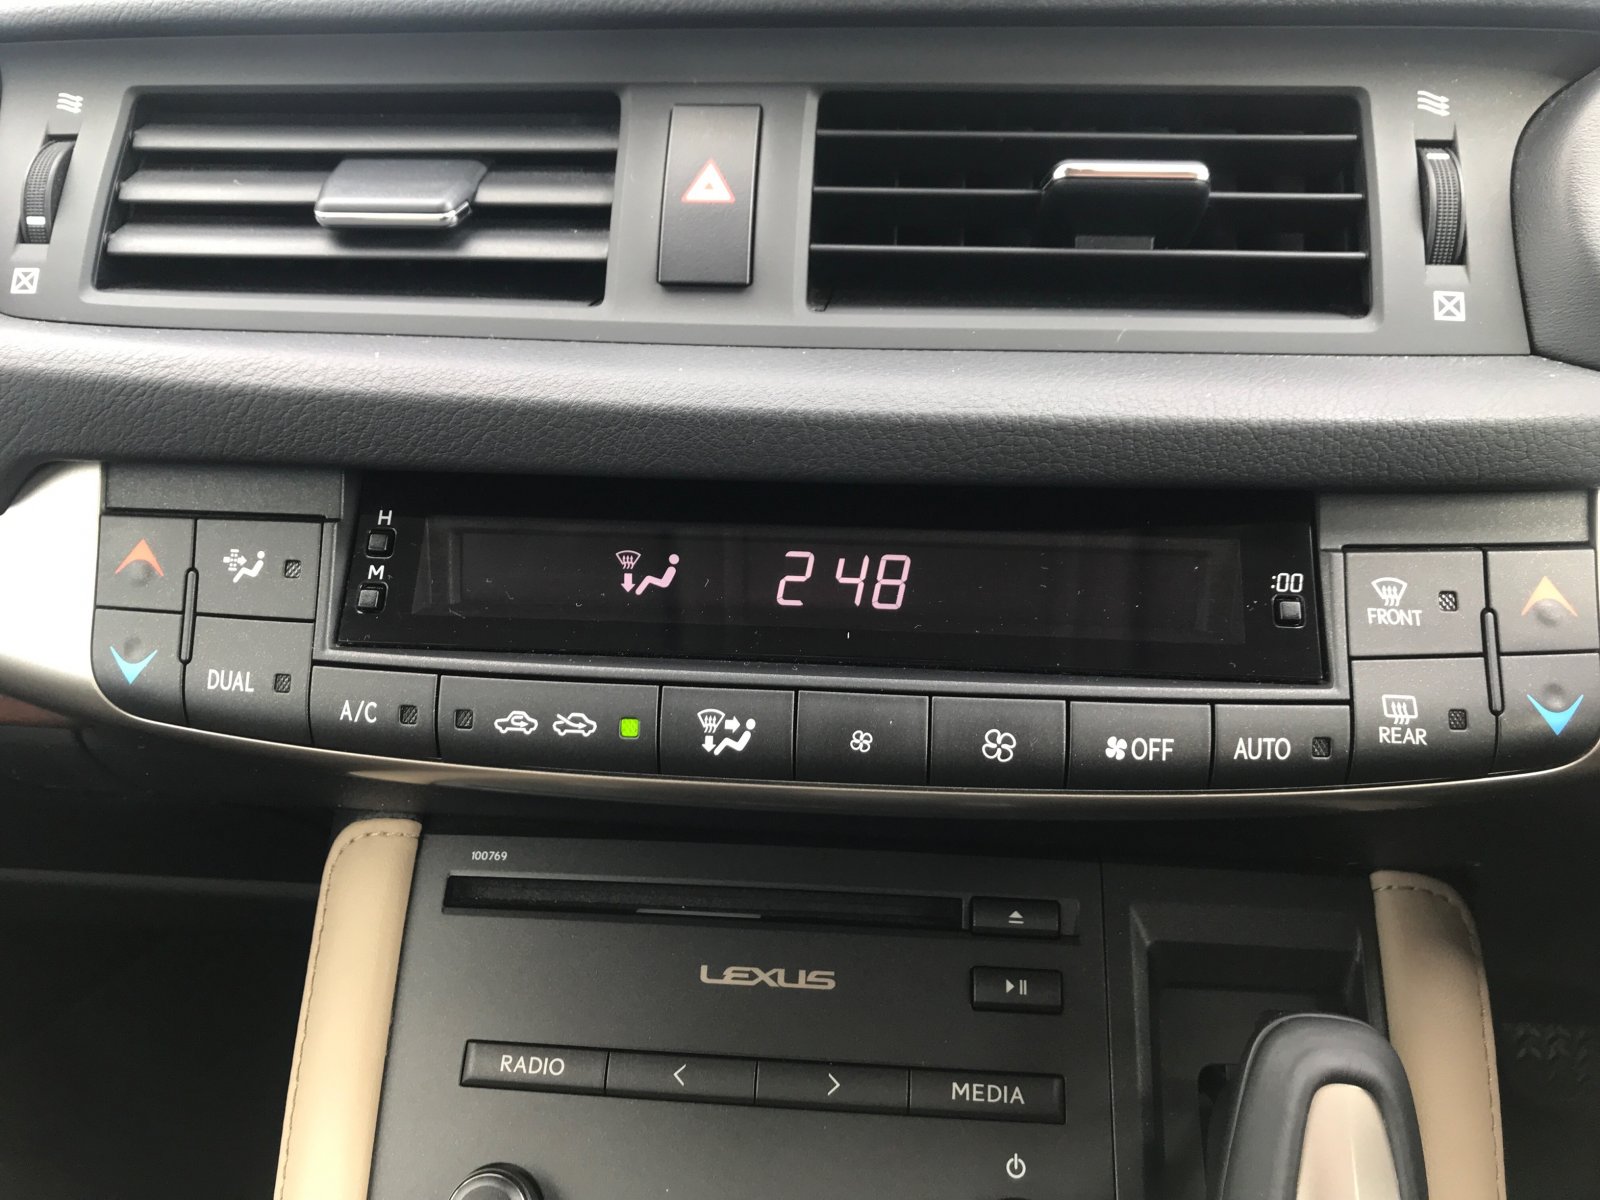 H
M
2 48
:00
FRONT
DUAL
A/C
OFF
AUTO
REAR
100769
LEXUS
RADIO
MEDIA